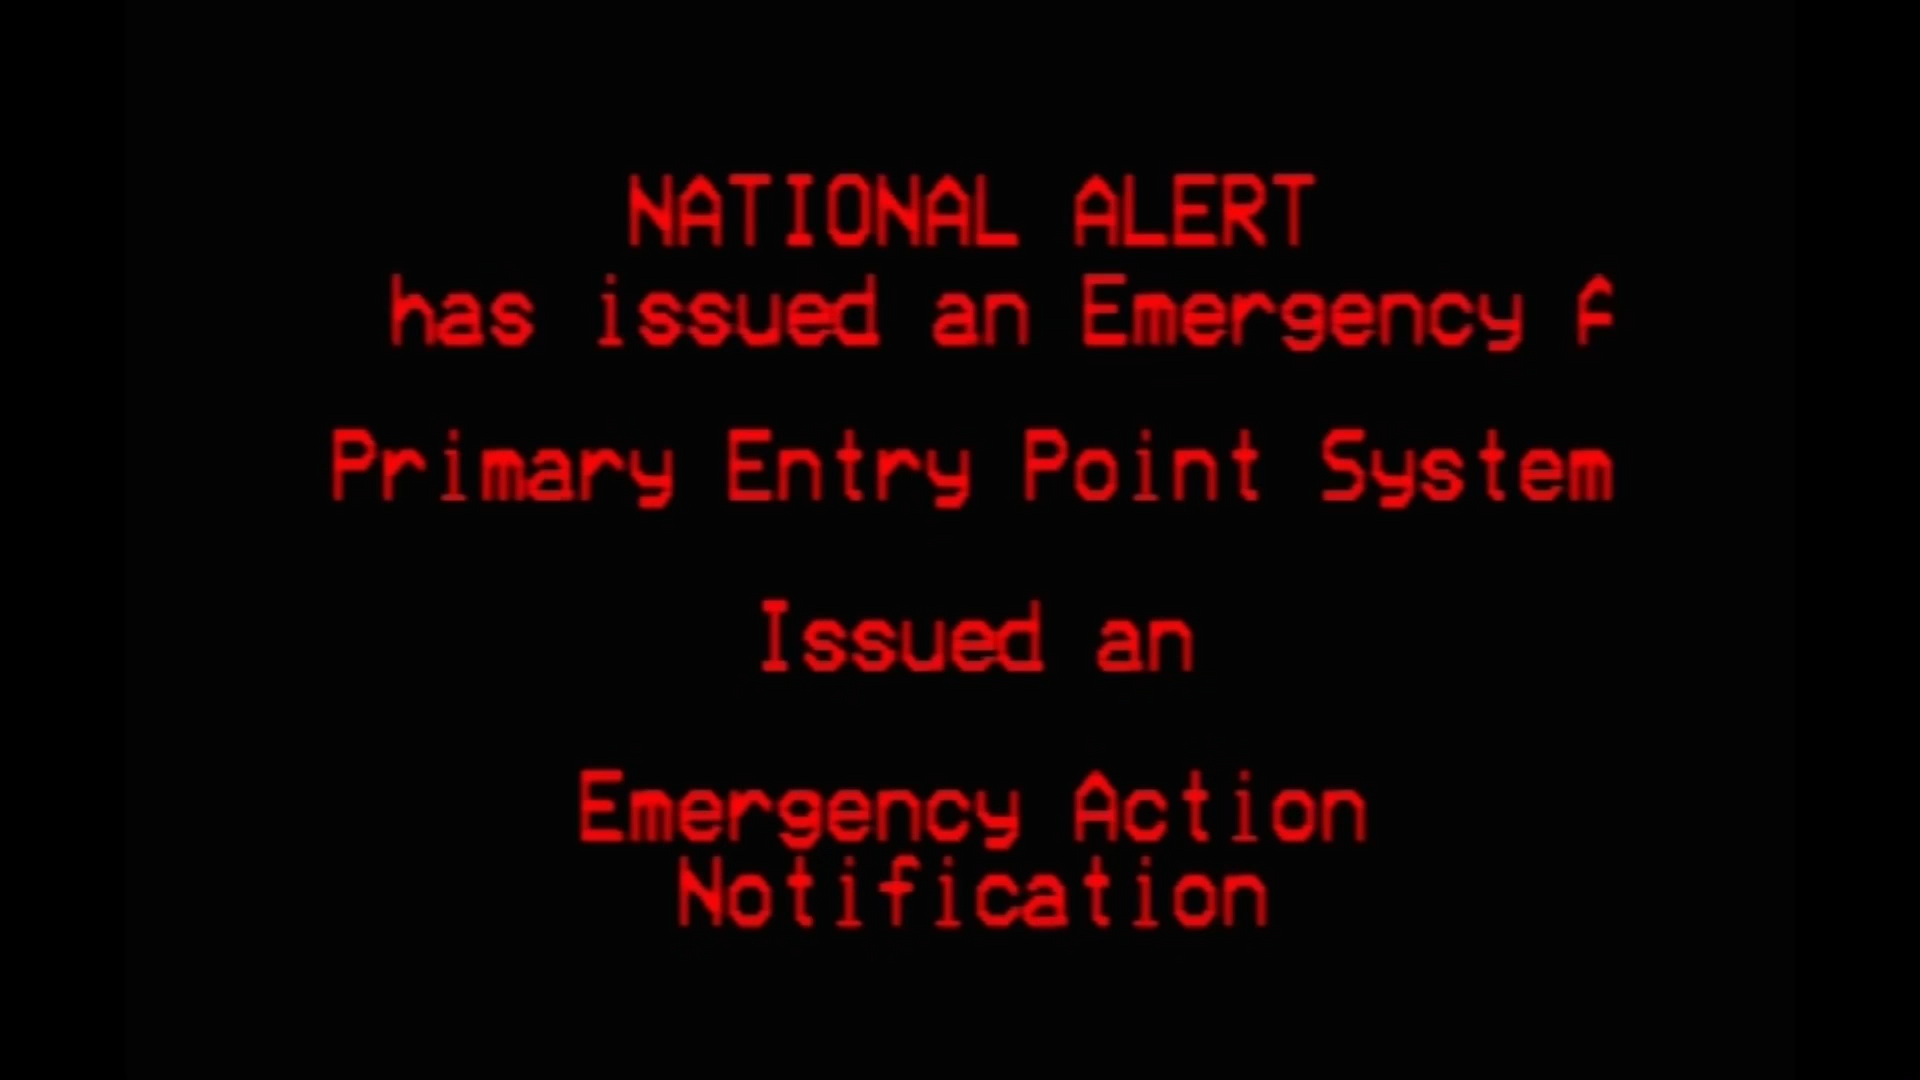 NATIONAL ALERT
has issued an Emergency A
Primary Entry Point System
Issued an
Emergency Action
Notification